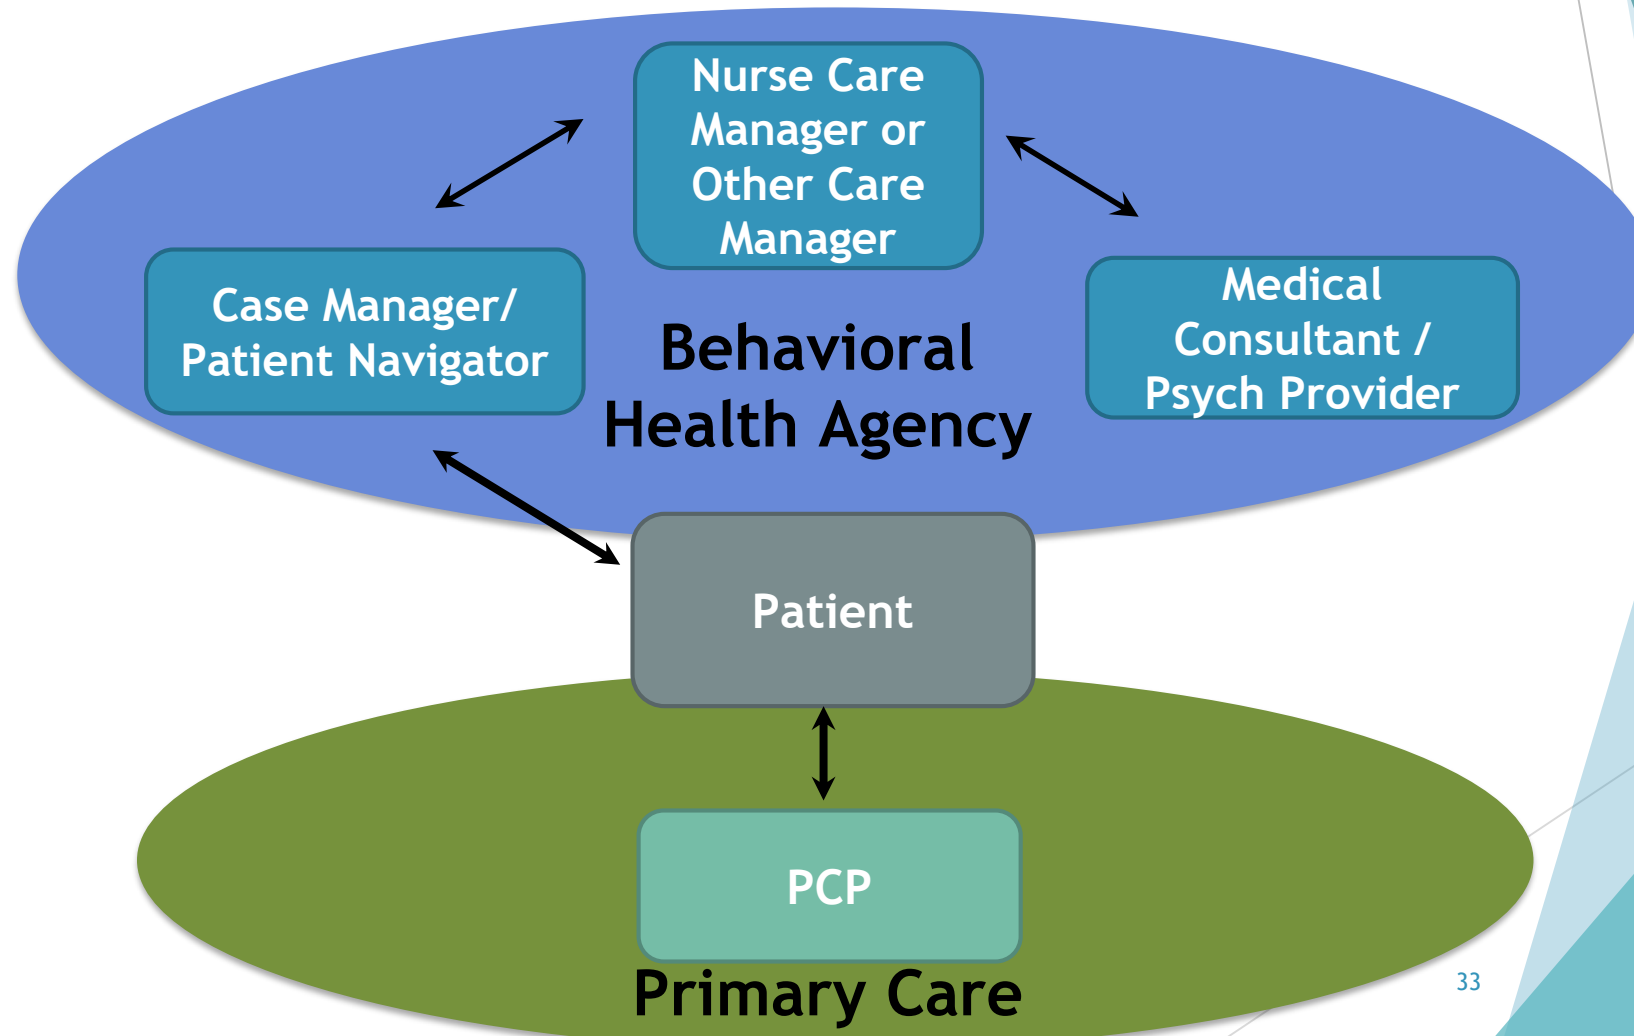 Nurse Care
Manager or
Other Care
Manager
Case Manager/
Patient Navigator
Medical
Consultant /
Psych Provider
Behavioral
Health Agency
Patient
PCP
Primary Care
33